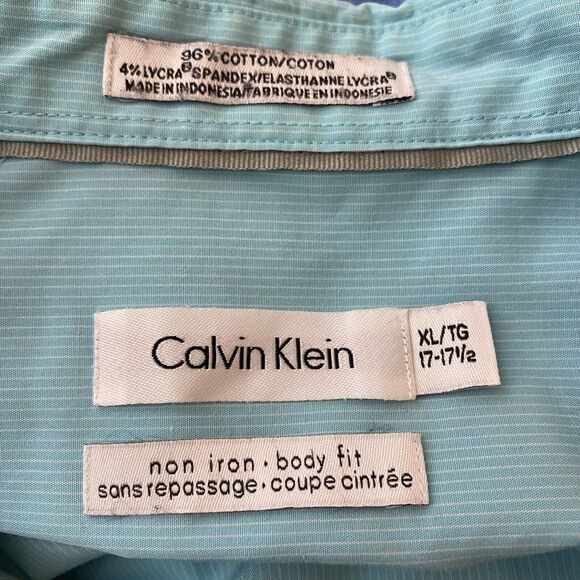 96% COTTON/COTON
4% LYCRA® SPANDEX/ELASTHANNE LYCRA®
MADE IN INDONESIA/FABRIQUE EN INDONESIE
Calvin Klein
XL/TG
17-17½
non iron · body fit
sans repassage · coupe cintrée